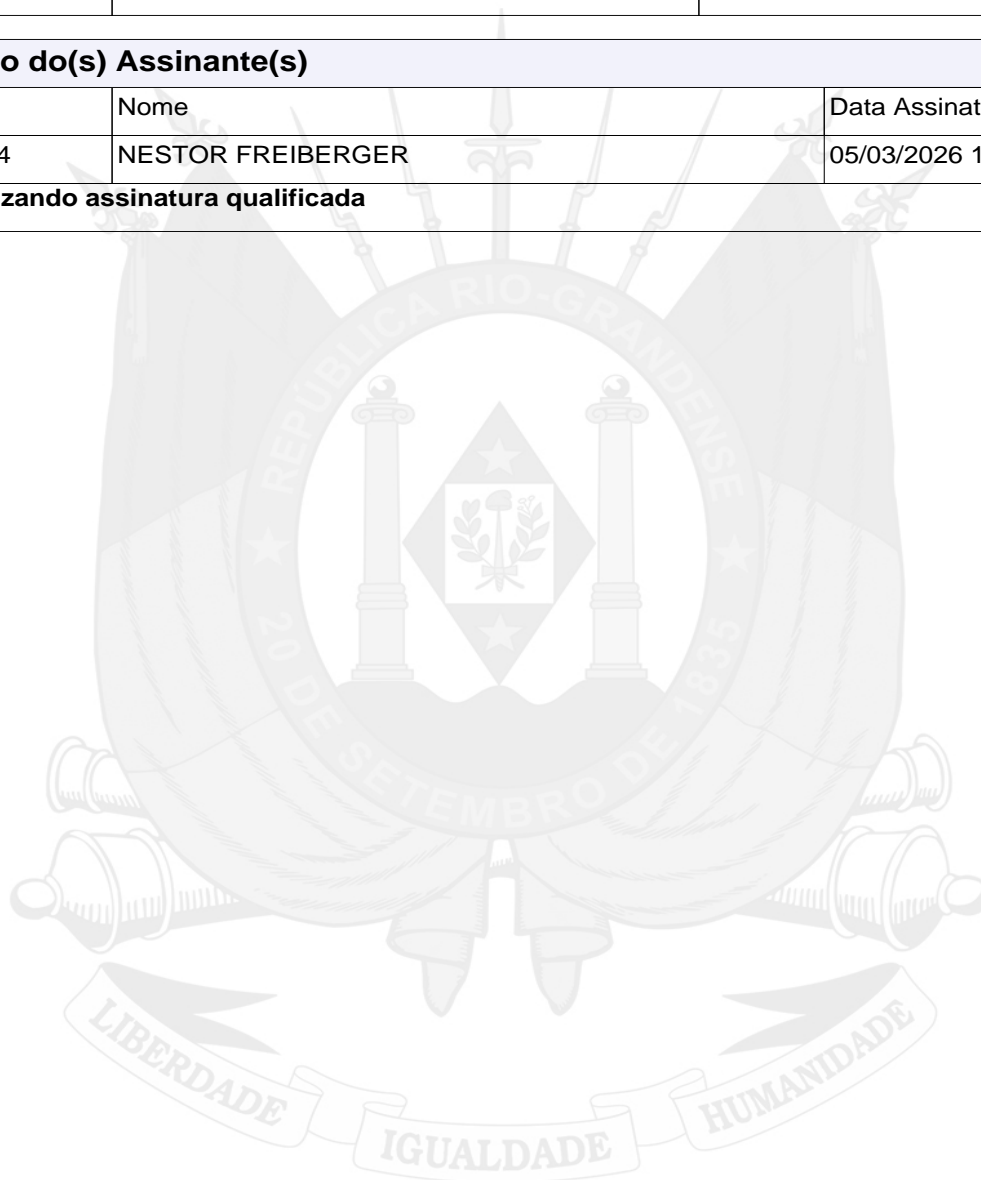 o do(s) Assinante(s)
Nome Data Assinat
4 NESTOR FREIBERGER 05/03/2026 1
zando assinatura qualificada
REPÚBLICA RIO-GRANDENSE
★ 20 DE SETEMBRO DE 1835 ★
LIBERDADE IGUALDADE HUMANIDADE